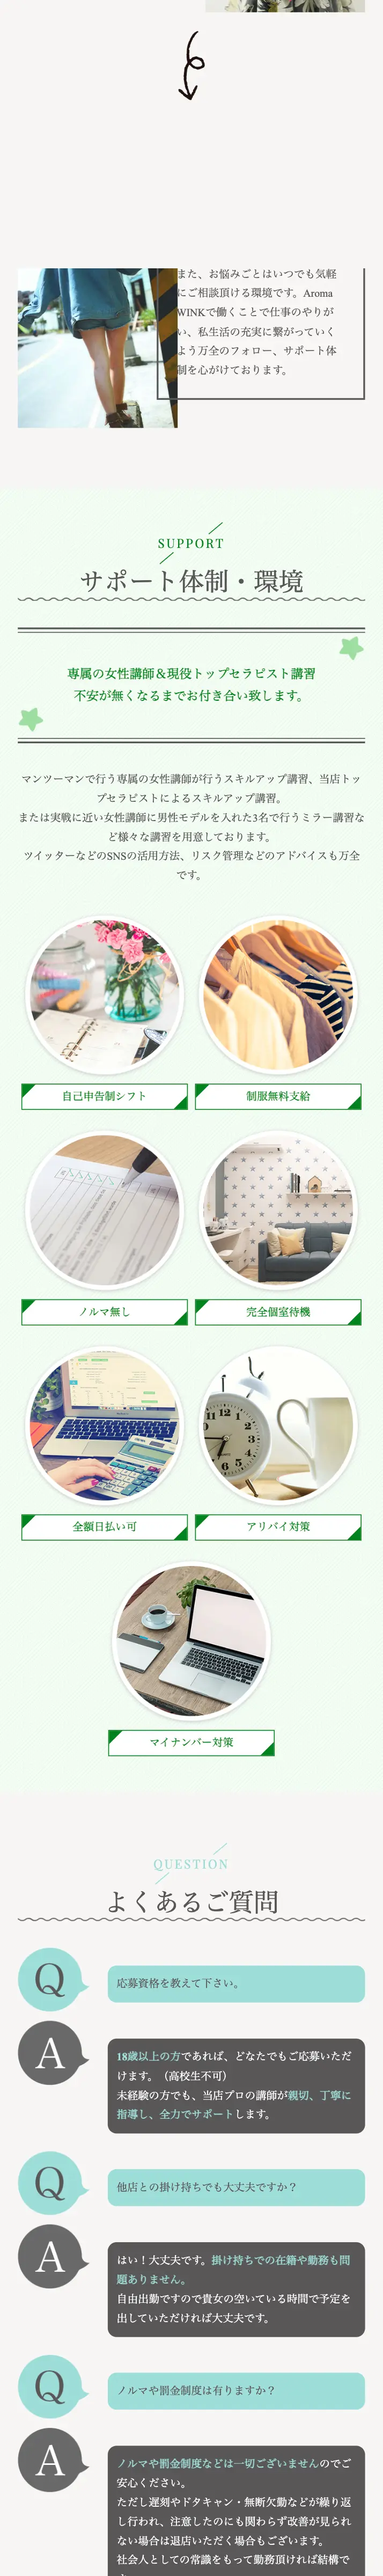 また、お悩みごとはいつでも気軽
にご相談頂ける環境です。Aroma
WINKで働くことで仕事のやりが
い、私生活の充実に繋がっていく
よう万全のフォロー、サポート体
制を心がけております。
SUPPORT
サポート体制・環境
専属の女性講師＆現役トップセラピスト講習
不安が無くなるまでお付き合い致します。
マンツーマンで行う専属の女性講師が行うスキルアップ講習、当店トッ
プセラピストによるスキルアップ講習。
または実戦に近い女性講師に男性モデルを入れた3名で行うミラー講習な
ど様々な講習を用意しております。
ツイッターなどのSNSの活用方法、リスク管理などのアドバイスも万全
です。
自己申告制シフト
制服無料支給
ノルマ無し
完全個室待機
全額日払い可
アリバイ対策
マイナンバー対策
QUESTION
よくあるご質問
Q
応募資格を教えて下さい。
A
18歳以上の方であれば、どなたでもご応募いただ
けます。（高校生不可）
未経験の方でも、当店プロの講師が親切、丁寧に
指導し、全力でサポートします。
Q
他店との掛け持ちでも大丈夫ですか？
A
はい！大丈夫です。掛け持ちでの在籍や勤務も問
題ありません。
自由出勤ですので貴女の空いている時間で予定を
出していただければ大丈夫です。
Q
ノルマや罰金制度は有りますか？
A
ノルマや罰金制度などは一切ございませんのでご
安心ください。
ただし遅刻やドタキャン・無断欠勤などが繰り返
し行われ、注意したのにも関わらず改善が見られ
ない場合は退店いただく場合もございます。
社会人としての常識をもって勤務頂ければ結構で